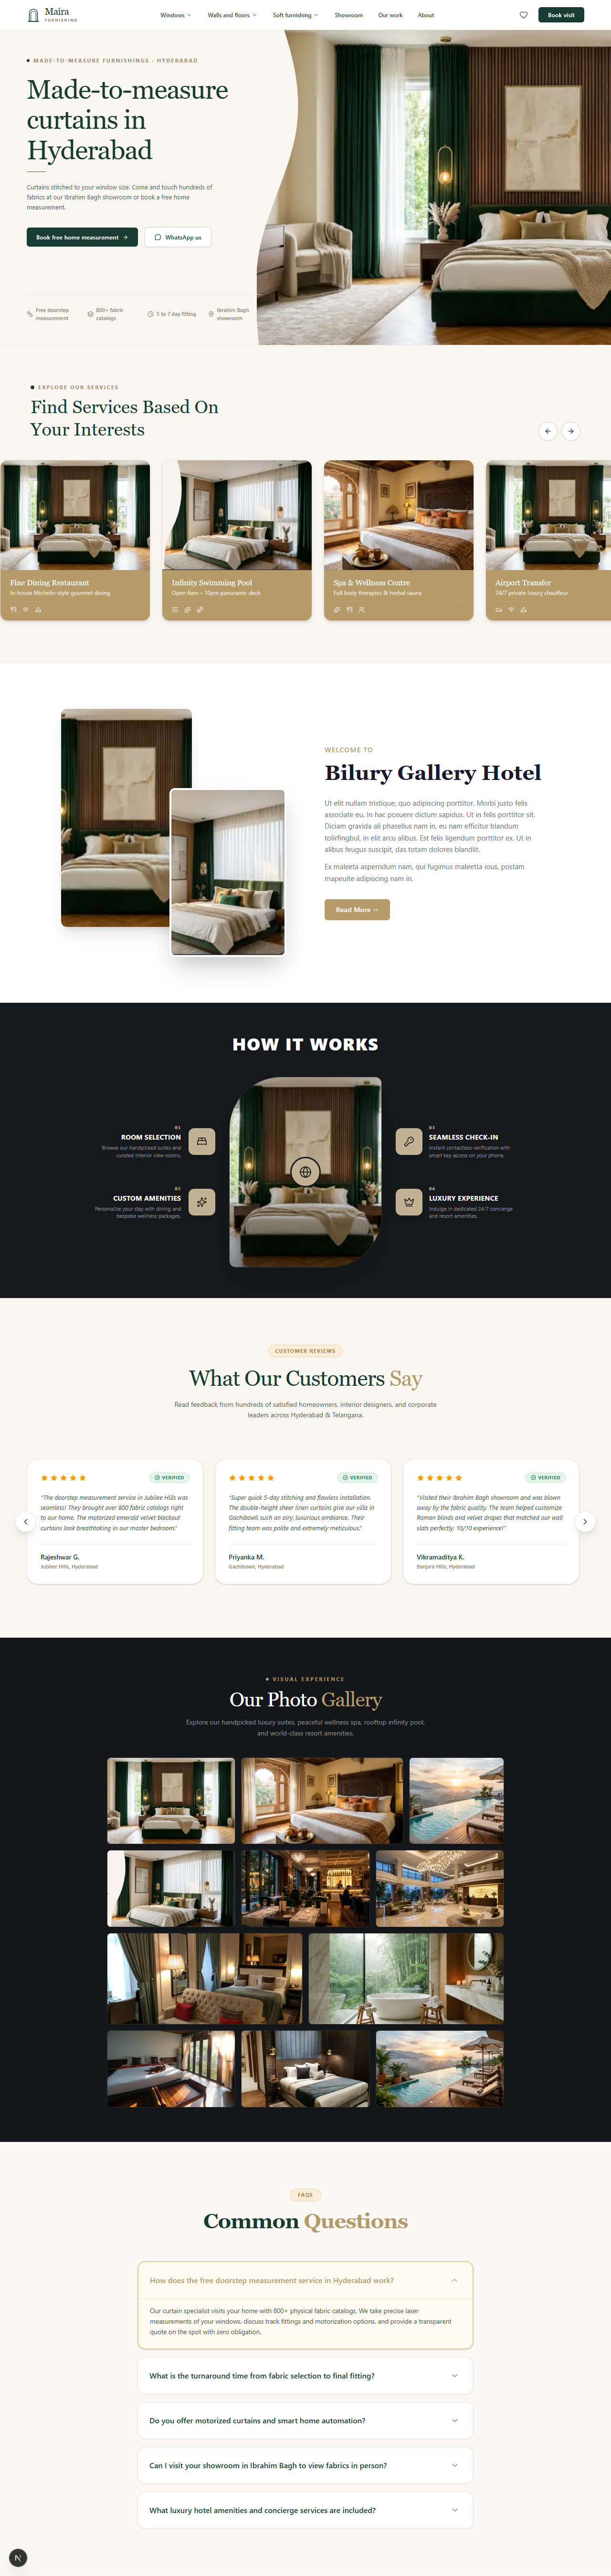 Maira
FURNISHING
Windows
Walls and floors
Soft furnishing
Showroom
Our work
About
Book visit
MADE-TO-MEASURE FURNISHINGS - HYDERABAD
Made-to-measure
curtains in
Hyderabad
Curtains stitched to your window size. Come and touch hundreds of
fabrics at our Ibrahim Bagh showroom or book a free home
measurement.
Book free home measurement →
WhatsApp us
Free doorstep
measurement
800+ fabric
catalogs
5 to 7 day fitting
Ibrahim Bagh
showroom
EXPLORE OUR SERVICES
Find Services Based On
Your Interests
Fine Dining Restaurant
In-house Michelin-style gourmet dining
Infinity Swimming Pool
Open 6am – 10pm panoramic deck
Spa & Wellness Centre
Full body therapies & herbal sauna
Airport Transfer
24/7 private luxury chauffeur
WELCOME TO
Bilury Gallery Hotel
Ut elit nullam tristique, quo adipiscing porttitor. Morbi justo felis
associate eu. In hac posuere dictum sapidus. Ut in felis porttitor sit.
Diciam gravida ali phasellus nam in, eu nam efficitur blandum
tolirfingbul, in elit arcu alibus. Est felis ligendum porttitor ex. Ut in
alibus feugus suscipit, das totam dolores blandiit.
Ex maleeta asperndum nam, qui fugimus maleetta ious, postam
mapeuite adipiscing nam in.
Read More →
HOW IT WORKS
01
ROOM SELECTION
Browse our handpicked suites and
curated interior view rooms.
02
CUSTOM AMENITIES
Personalize your stay with dining and
bespoke wellness packages.
03
SEAMLESS CHECK-IN
Instant contactless verification with
smart key access on your phone.
04
LUXURY EXPERIENCE
Indulge in dedicated 24/7 concierge
and resort amenities.
CUSTOMER REVIEWS
What Our Customers Say
Read feedback from hundreds of satisfied homeowners, interior designers, and corporate
leaders across Hyderabad & Telangana.
VERIFIED
"The doorstep measurement service in Jubilee Hills was
seamless! They brought over 800 fabric catalogs right
to our home. The motorized emerald velvet blackout
curtains look breathtaking in our master bedroom."
Rajeshwar G.
Jubilee Hills, Hyderabad
VERIFIED
"Super quick 5-day stitching and flawless installation.
The double-height sheer linen curtains give our villa in
Gachibowli such an airy, luxurious ambiance. Their
fitting team was polite and extremely meticulous."
Priyanka M.
Gachibowli, Hyderabad
VERIFIED
"Visited their Ibrahim Bagh showroom and was blown
away by the fabric quality. The team helped customize
Roman blinds and velvet drapes that matched our wall
slats perfectly. 10/10 experience!"
Vikramaditya K.
Banjara Hills, Hyderabad
VISUAL EXPERIENCE
Our Photo Gallery
Explore our handpicked luxury suites, peaceful wellness spa, rooftop infinity pool,
and world-class resort amenities.
FAQS
Common Questions
How does the free doorstep measurement service in Hyderabad work?
Our curtain specialist visits your home with 800+ physical fabric catalogs. We take precise laser
measurements of your windows, discuss track fittings and motorization options, and provide a transparent
quote on the spot with zero obligation.
What is the turnaround time from fabric selection to final fitting?
Do you offer motorized curtains and smart home automation?
Can I visit your showroom in Ibrahim Bagh to view fabrics in person?
What luxury hotel amenities and concierge services are included?
N